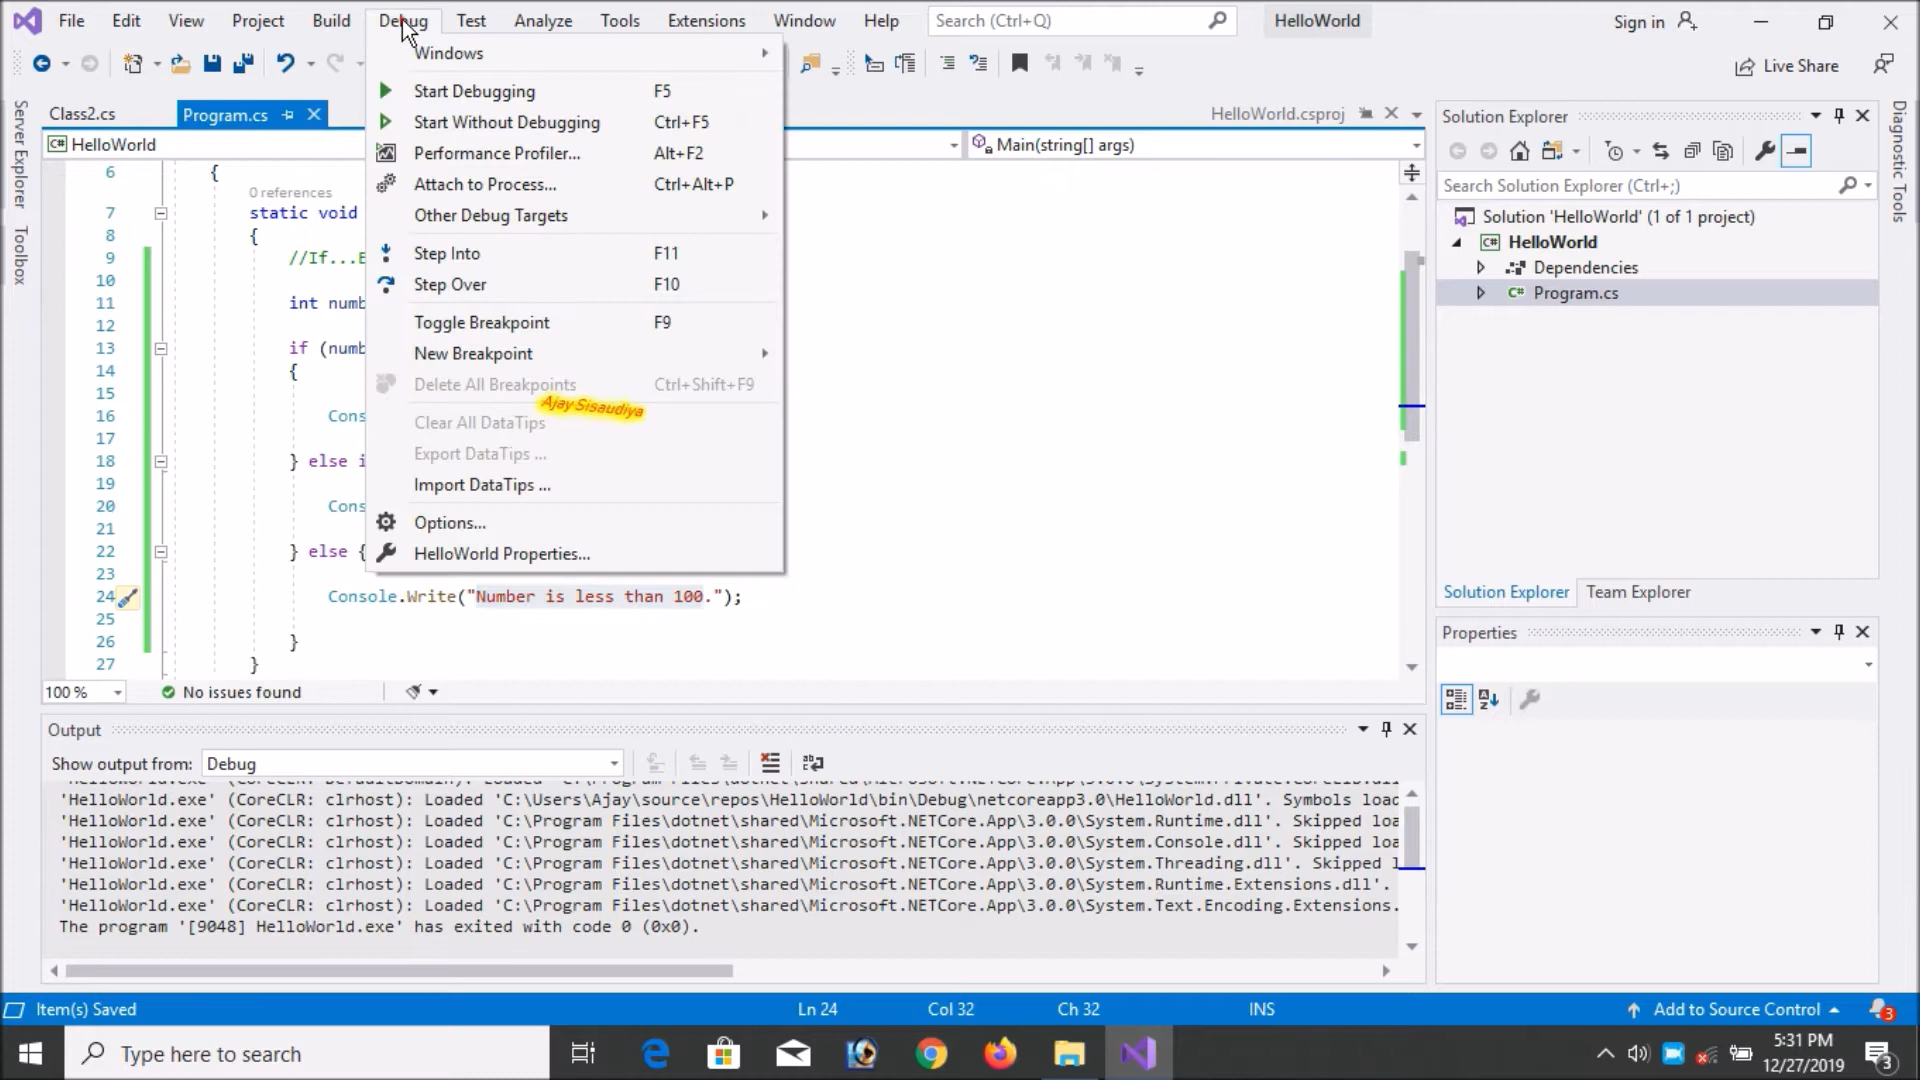 File Edit View Project Build Debug Test Analyze Tools Extensions Window Help Search (Ctrl+Q) HelloWorld Sign in
Live Share
Windows
Start Debugging F5
Start Without Debugging Ctrl+F5
Performance Profiler... Alt+F2
Attach to Process... Ctrl+Alt+P
Other Debug Targets
Step Into F11
Step Over F10
Toggle Breakpoint F9
New Breakpoint
Delete All Breakpoints Ctrl+Shift+F9
Clear All DataTips
Export DataTips ...
Import DataTips ...
Options...
HelloWorld Properties...
Ajay Sisaudiya
Server Explorer
Toolbox
Class2.cs Program.cs HelloWorld.csproj
C# HelloWorld Main(string[] args)
6 {
0 references
7 static void
8 {
9 //If...E
10
11 int numb
12
13 if (numb
14 {
15
16 Cons
17
18 } else i
19
20 Cons
21
22 } else {
23
24 Console.Write("Number is less than 100.");
25
26 }
27 }
100 % No issues found
Output
Show output from: Debug
'HelloWorld.exe' (CoreCLR: clrhost): Loaded 'C:\Users\Ajay\source\repos\HelloWorld\bin\Debug\netcoreapp3.0\HelloWorld.dll'. Symbols load
'HelloWorld.exe' (CoreCLR: clrhost): Loaded 'C:\Program Files\dotnet\shared\Microsoft.NETCore.App\3.0.0\System.Runtime.dll'. Skipped loa
'HelloWorld.exe' (CoreCLR: clrhost): Loaded 'C:\Program Files\dotnet\shared\Microsoft.NETCore.App\3.0.0\System.Console.dll'. Skipped loa
'HelloWorld.exe' (CoreCLR: clrhost): Loaded 'C:\Program Files\dotnet\shared\Microsoft.NETCore.App\3.0.0\System.Threading.dll'. Skipped l
'HelloWorld.exe' (CoreCLR: clrhost): Loaded 'C:\Program Files\dotnet\shared\Microsoft.NETCore.App\3.0.0\System.Runtime.Extensions.dll'.
'HelloWorld.exe' (CoreCLR: clrhost): Loaded 'C:\Program Files\dotnet\shared\Microsoft.NETCore.App\3.0.0\System.Text.Encoding.Extensions.
The program '[9048] HelloWorld.exe' has exited with code 0 (0x0).
Solution Explorer
Search Solution Explorer (Ctrl+;)
Solution 'HelloWorld' (1 of 1 project)
C# HelloWorld
Dependencies
C# Program.cs
Solution Explorer Team Explorer
Properties
Diagnostic Tools
Item(s) Saved Ln 24 Col 32 Ch 32 INS Add to Source Control 3
Type here to search
5:31 PM
12/27/2019
3